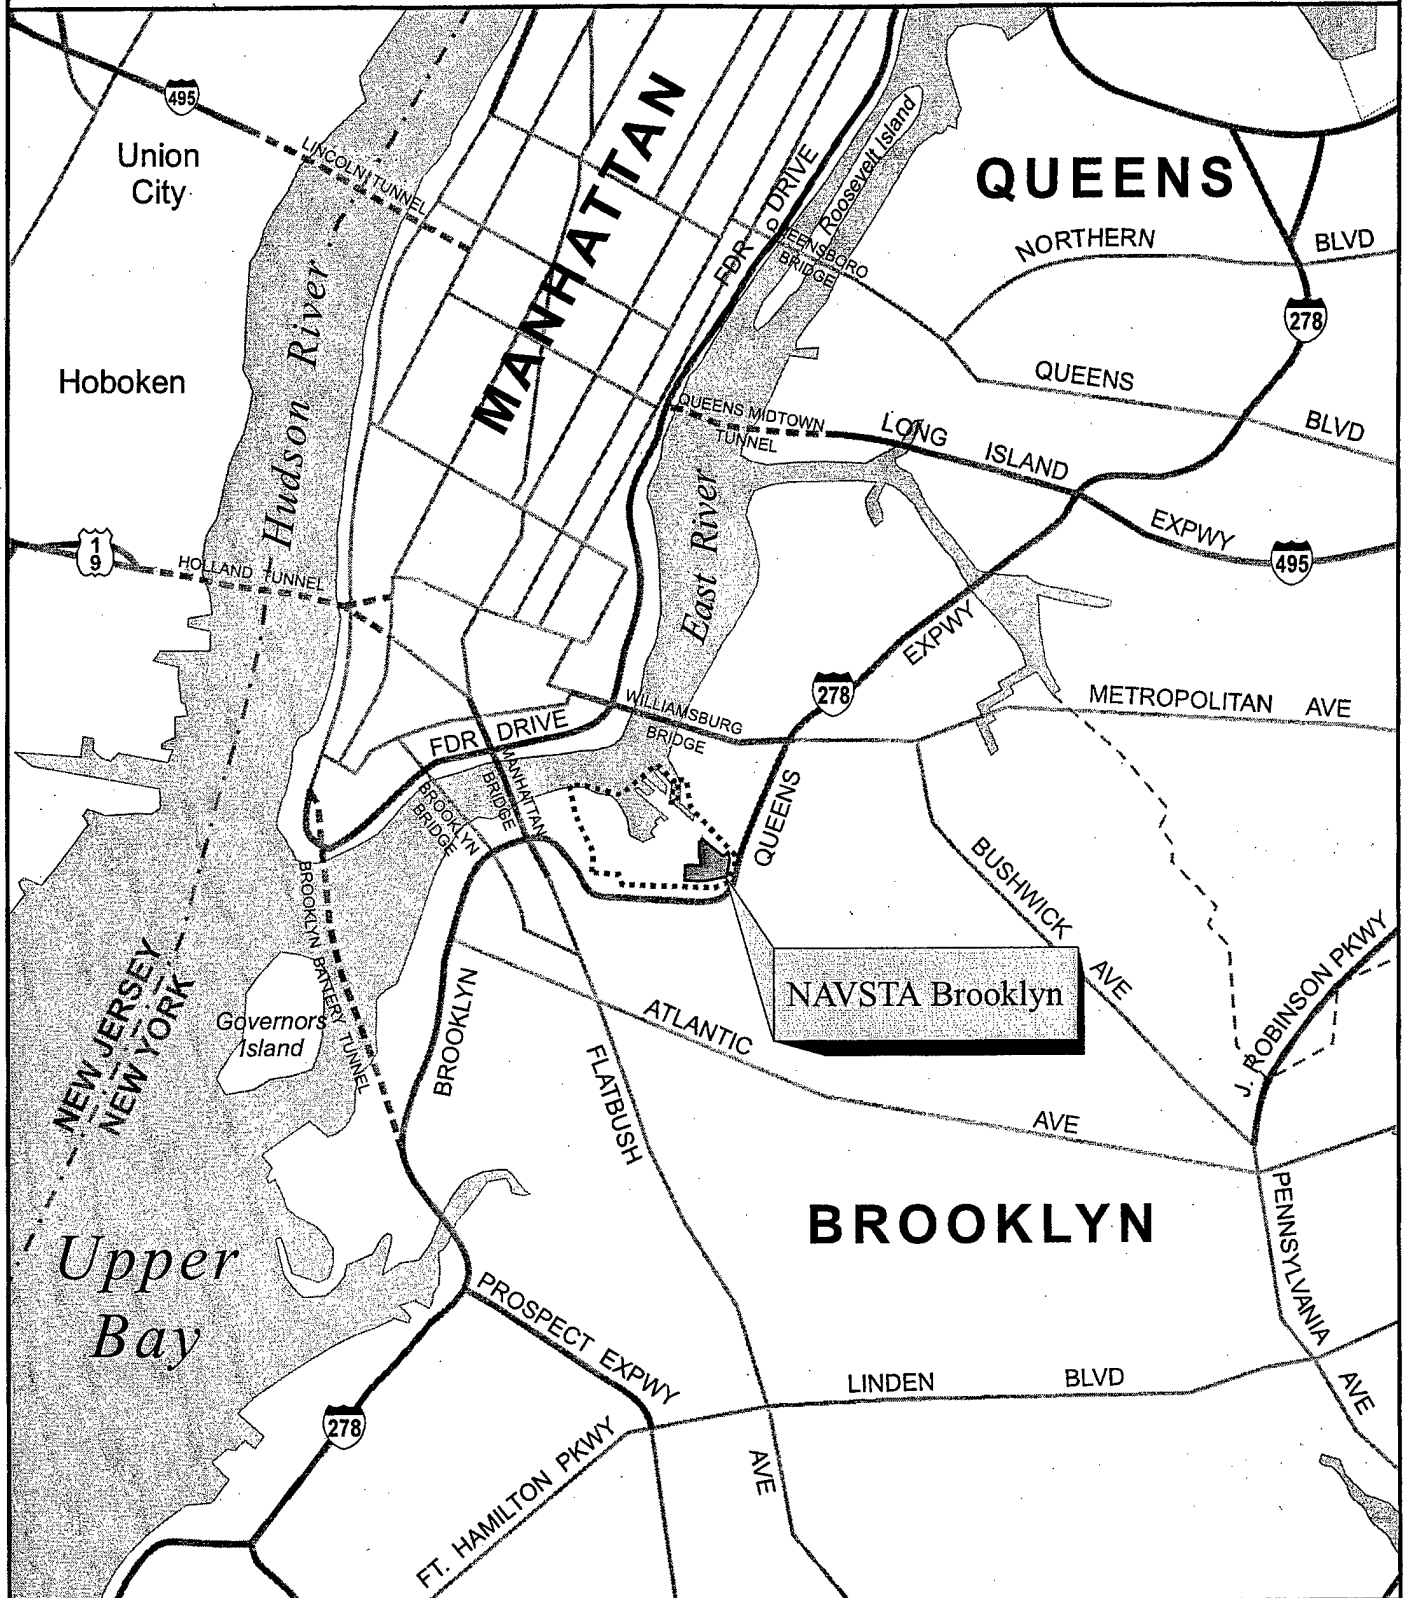 495
Union
City
LINCOLN TUNNEL
MANHATTAN
FDR DRIVE
Roosevelt Island
QUEENS
NORTHERN BLVD
EENSBORO
BRIDGE
278
Hoboken
Hudson River
QUEENS BLVD
QUEENS MIDTOWN
TUNNEL
LONG ISLAND EXPWY
495
1
9
HOLLAND TUNNEL
East River
EXPWY
278
METROPOLITAN AVE
WILLIAMSBURG
BRIDGE
FDR DRIVE
MANHATTAN
BRIDGE
BROOKLYN
BRIDGE
QUEENS
BUSHWICK AVE
BROOKLYN BATTERY TUNNEL
NAVSTA Brooklyn
J. ROBINSON PKWY
NEW JERSEY
NEW YORK
Governors
Island
BROOKLYN
ATLANTIC AVE
FLATBUSH AVE
BROOKLYN
PENNSYLVANIA AVE
Upper
Bay
PROSPECT EXPWY
LINDEN BLVD
278
FT. HAMILTON PKWY